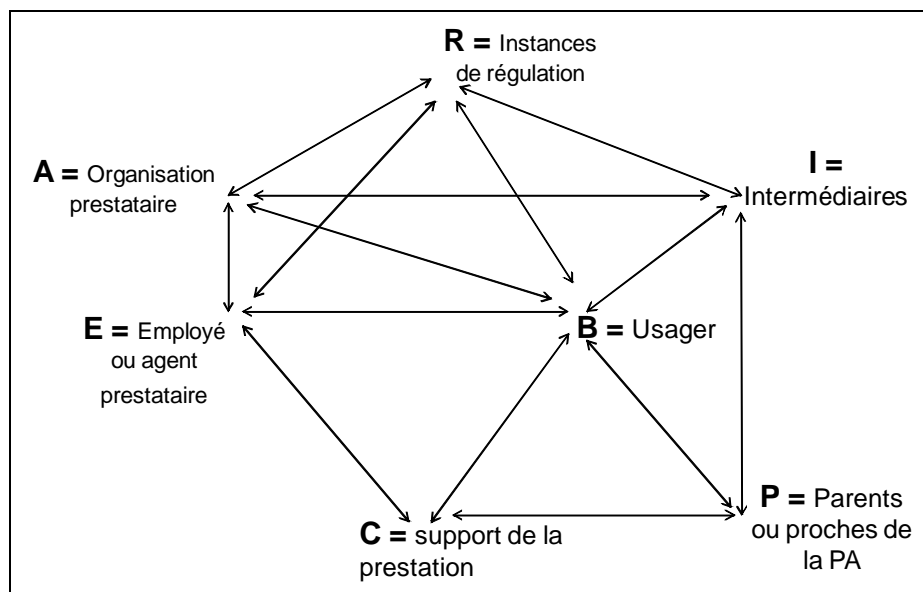 R = Instances
de régulation
A = Organisation
prestataire
I =
Intermédiaires
E = Employé
ou agent
prestataire
B = Usager
C = support de la
prestation
P = Parents
ou proches de
la PA